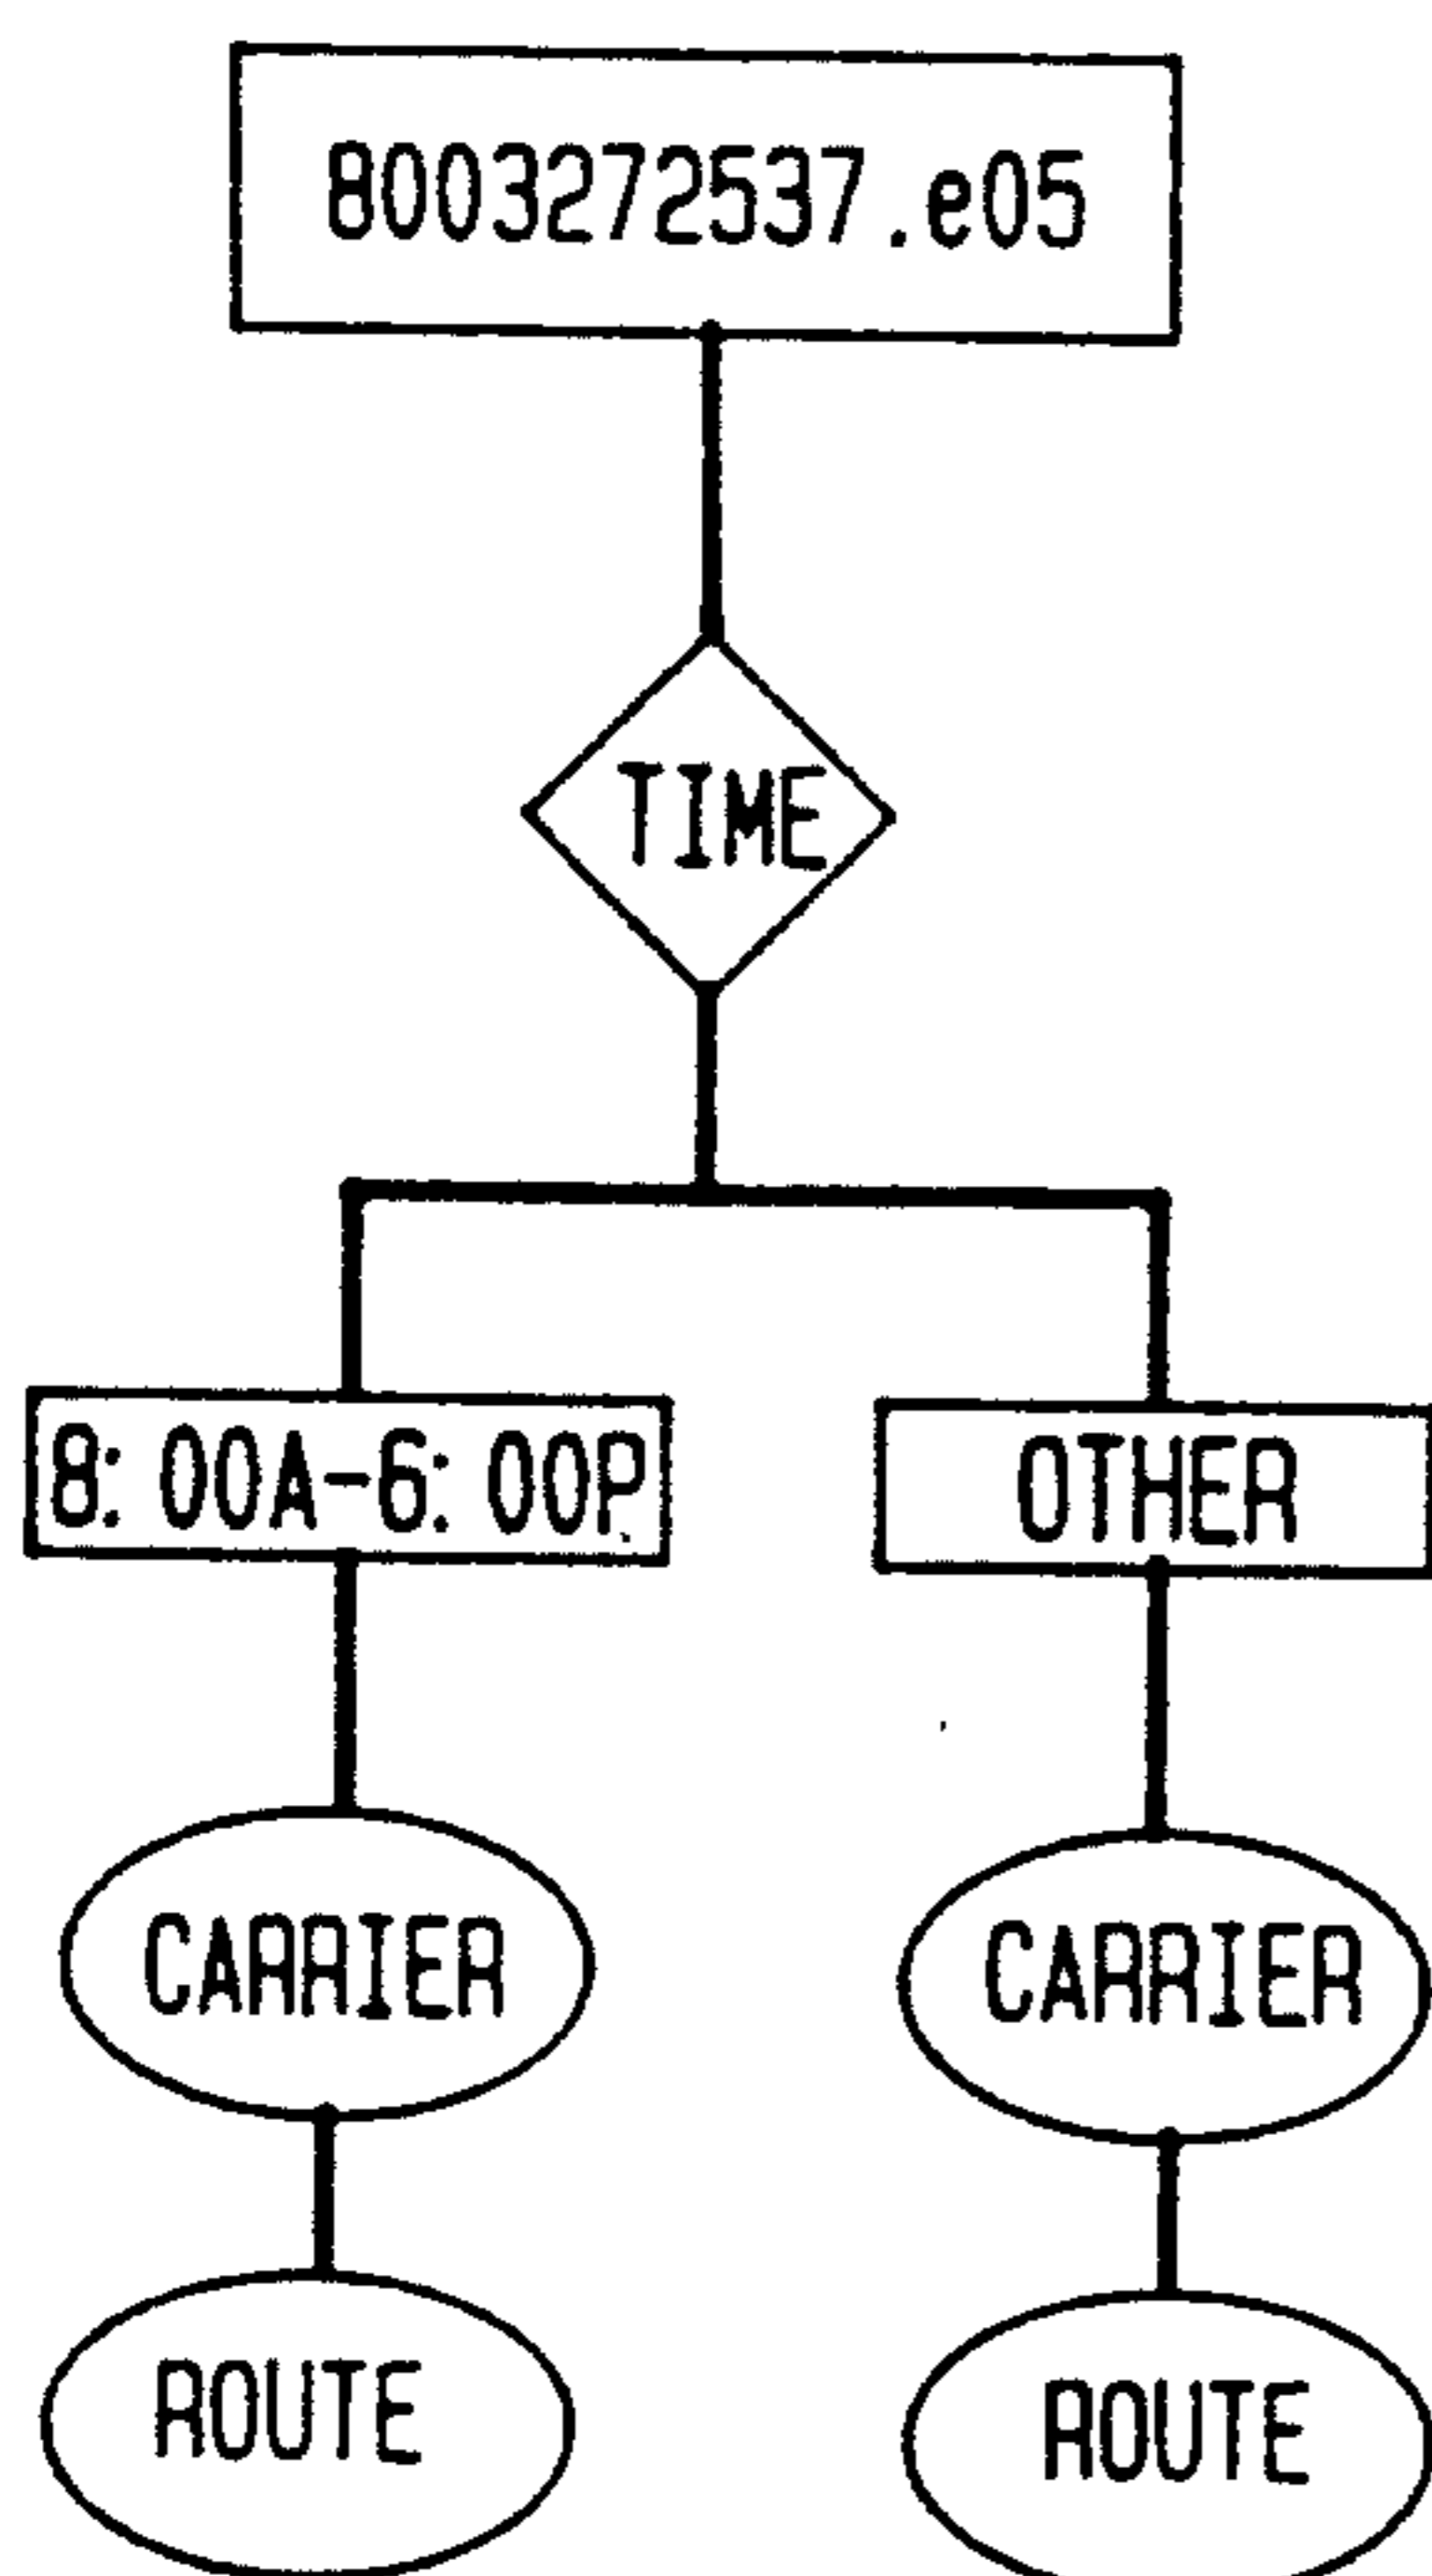 8003272537.e05
TIME
8:00A-6:00P
OTHER
CARRIER
CARRIER
ROUTE
ROUTE